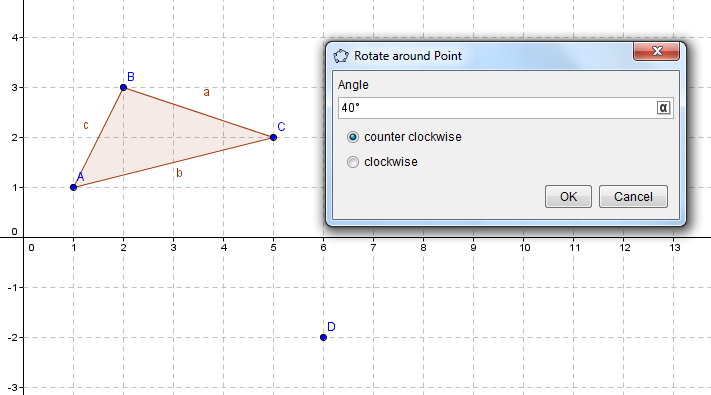 4
Rotate around Point
Angle
40°
α
counter clockwise
clockwise
OK Cancel
B
3
a
c
C
2
A
b
1
0
0 1 2 3 4 5 6 7 8 9 10 11 12 13
-1
D
-2
-3